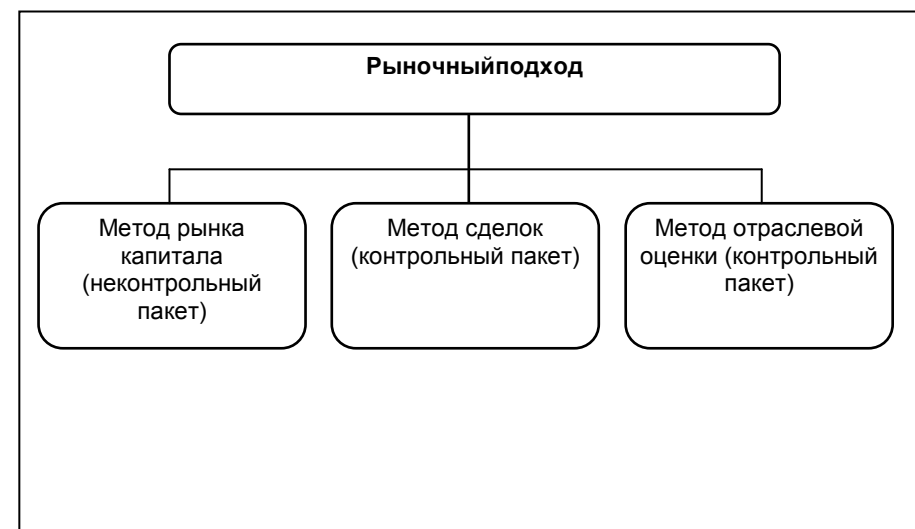 Рыночныйподход
Метод рынка
капитала
(неконтрольный
пакет)
Метод сделок
(контрольный пакет)
Метод отраслевой
оценки (контрольный
пакет)